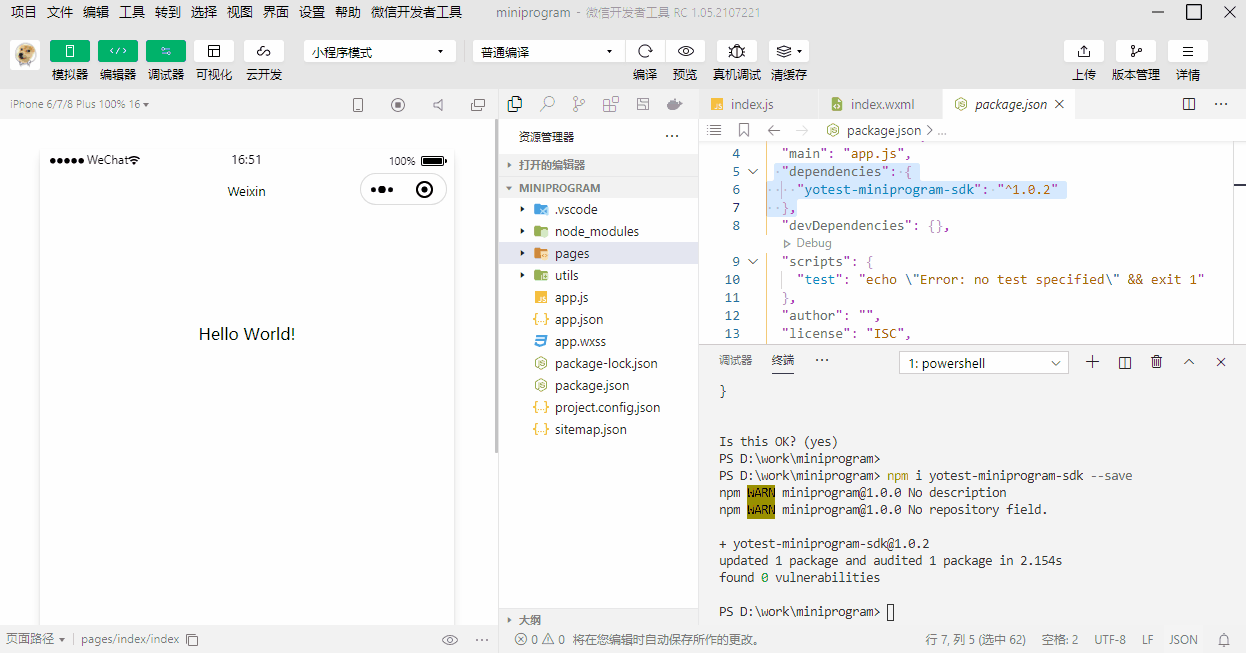 项目 文件 编辑 工具 转到 选择 视图 界面 设置 帮助 微信开发者工具 miniprogram - 微信开发者工具 RC 1.05.2107221
模拟器 编辑器 调试器 可视化 云开发
小程序模式 普通编译
编译 预览 真机调试 清缓存
上传 版本管理 详情
iPhone 6/7/8 Plus 100% 16
WeChat 16:51 100%
Weixin
Hello World!
页面路径 pages/index/index
资源管理器
打开的编辑器
MINIPROGRAM
.vscode
node_modules
pages
utils
app.js
app.json
app.wxss
package-lock.json
package.json
project.config.json
sitemap.json
大纲
index.js index.wxml package.json
package.json > ...
4 "main": "app.js",
5 "dependencies": {
6 "yotest-miniprogram-sdk": "^1.0.2"
7 },
8 "devDependencies": {},
Debug
9 "scripts": {
10 "test": "echo \"Error: no test specified\" && exit 1"
11 },
12 "author": "",
13 "license": "ISC",
调试器 终端 ... 1: powershell
}
Is this OK? (yes)
PS D:\work\miniprogram>
PS D:\work\miniprogram> npm i yotest-miniprogram-sdk --save
npm WARN miniprogram@1.0.0 No description
npm WARN miniprogram@1.0.0 No repository field.
+ yotest-miniprogram-sdk@1.0.2
updated 1 package and audited 1 package in 2.154s
found 0 vulnerabilities
PS D:\work\miniprogram>
0 0 将在您编辑时自动保存所作的更改。 行 7, 列 5 (选中 62) 空格: 2 UTF-8 LF JSON